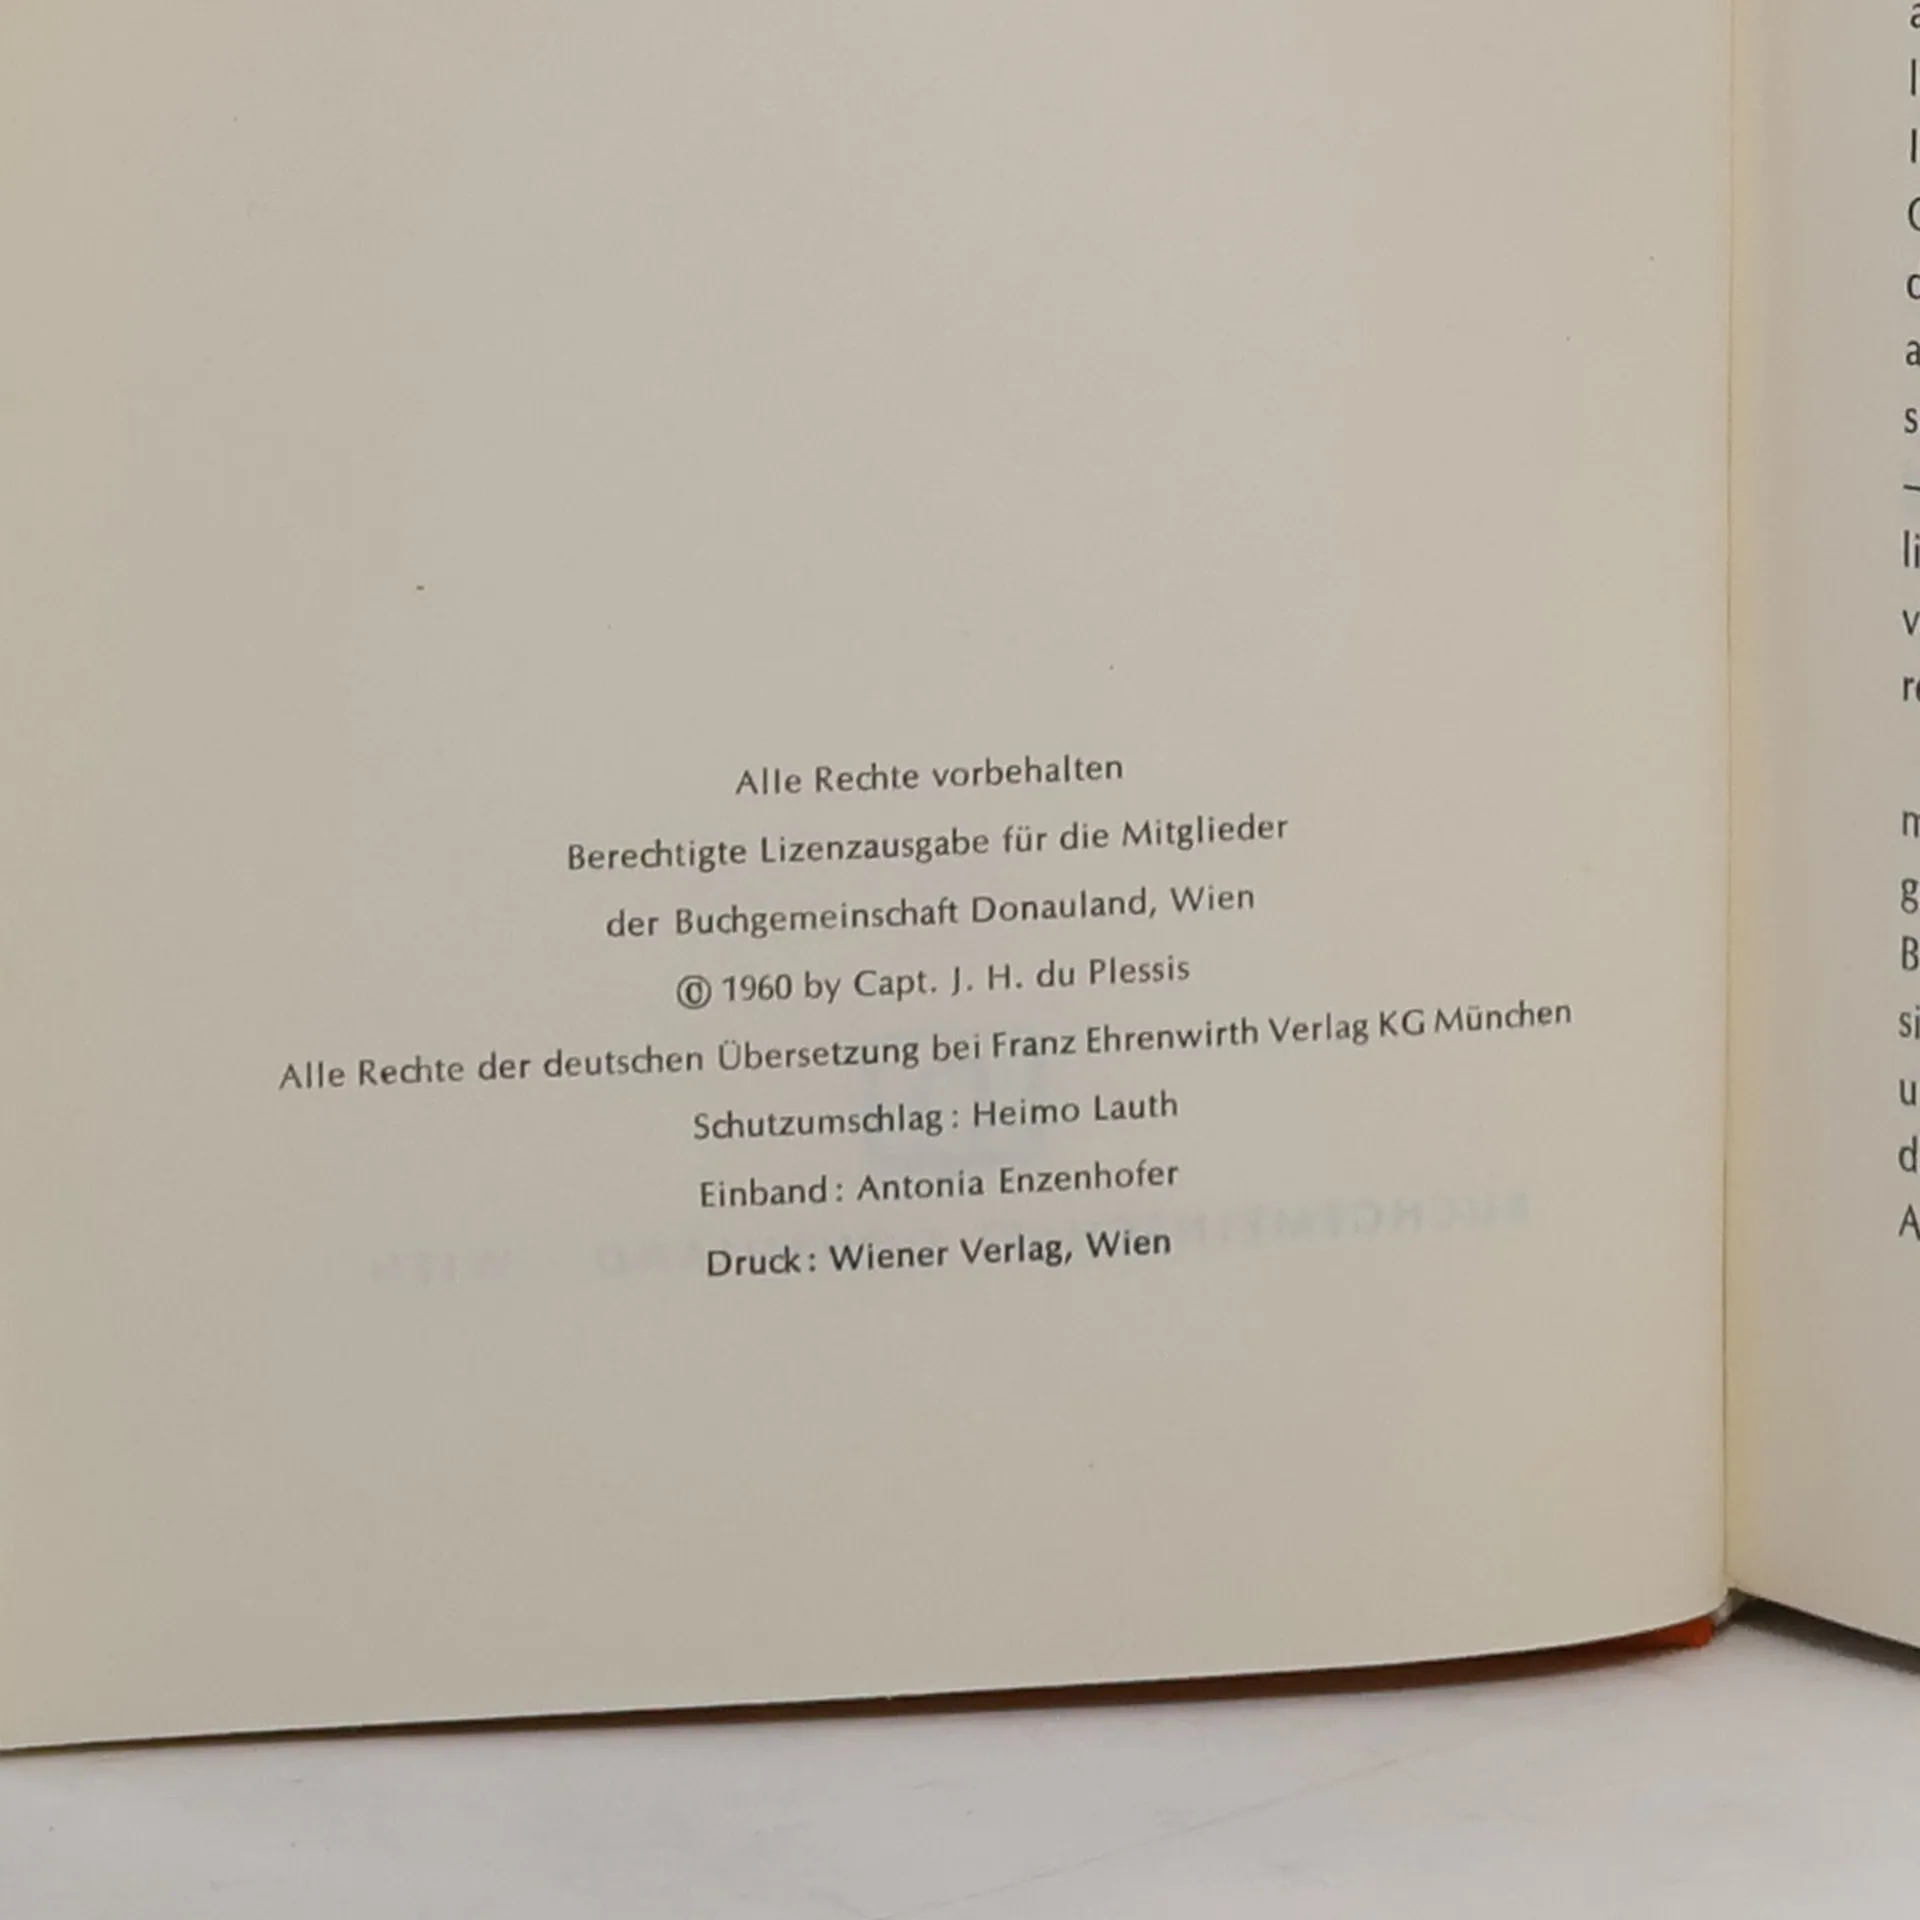 Alle Rechte vorbehalten
Berechtigte Lizenzausgabe für die Mitglieder
der Buchgemeinschaft Donauland, Wien
© 1960 by Capt. J. H. du Plessis
Alle Rechte der deutschen Übersetzung bei Franz Ehrenwirth Verlag KG München
Schutzumschlag: Heimo Lauth
Einband: Antonia Enzenhofer
Druck: Wiener Verlag, Wien